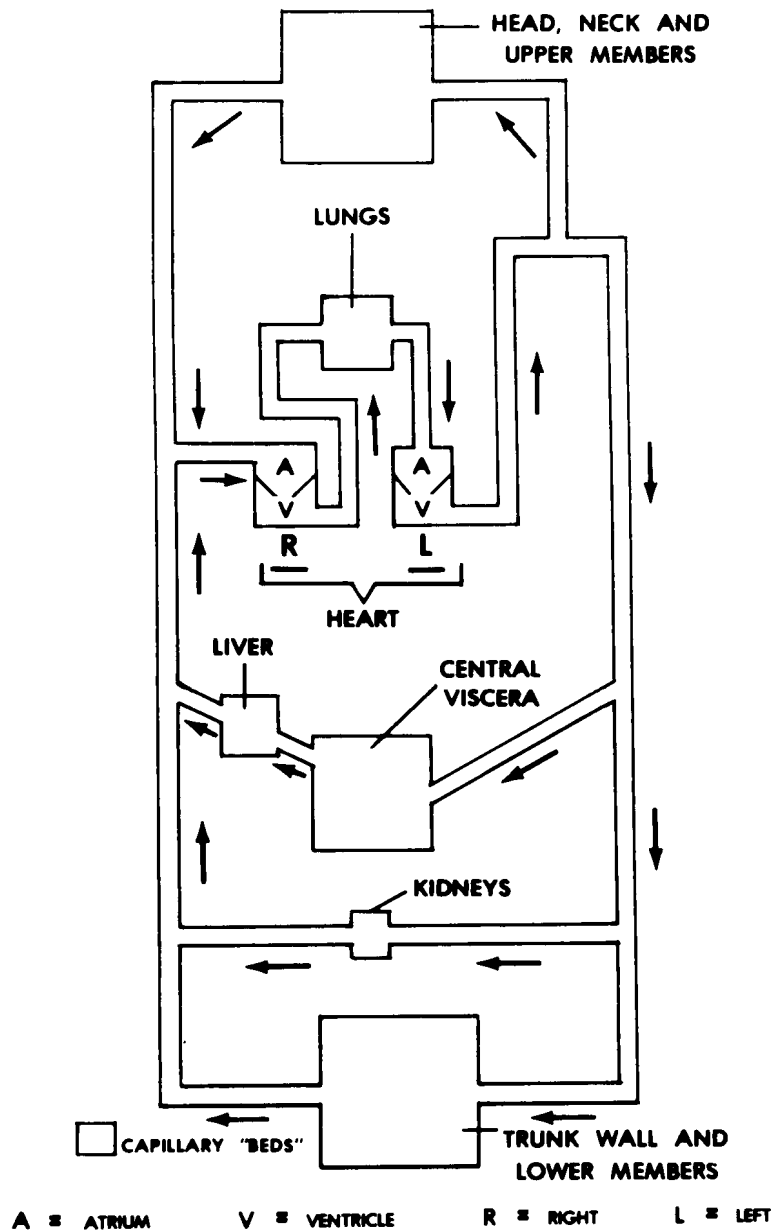 HEAD, NECK AND
UPPER MEMBERS
LUNGS
A
A
V
V
R
L
HEART
LIVER
CENTRAL
VISCERA
KIDNEYS
CAPILLARY "BEDS"
TRUNK WALL AND
LOWER MEMBERS
A = ATRIUM V = VENTRICLE R = RIGHT L = LEFT